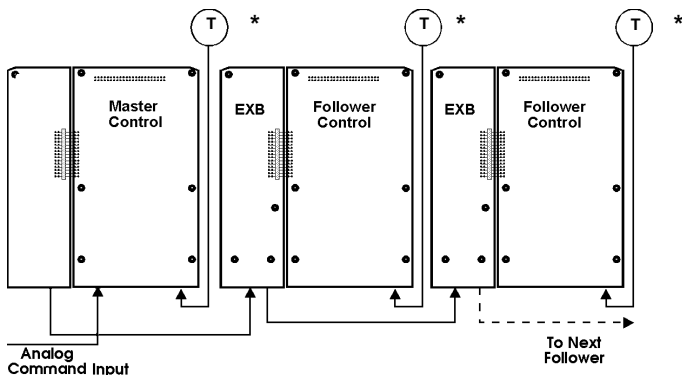 T *
T *
T *
Master
Control
EXB
Follower
Control
EXB
Follower
Control
Analog
Command Input
To Next
Follower